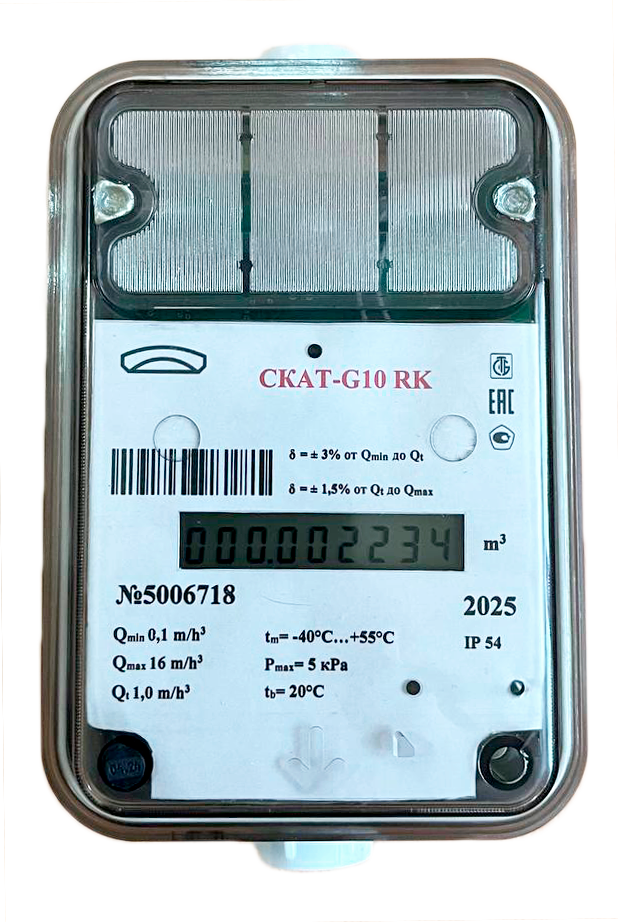 СКАТ-G10 RK
СТБ
EAC
δ = ± 3% от Qmin до Qt
δ = ± 1,5% от Qt до Qmax
000.002234 m³
№5006718
2025
Qmin 0,1 m/h³ tm= -40°C...+55°C IP 54
Qmax 16 m/h³ Pmax= 5 кРа
Qt 1,0 m/h³ tb= 20°C